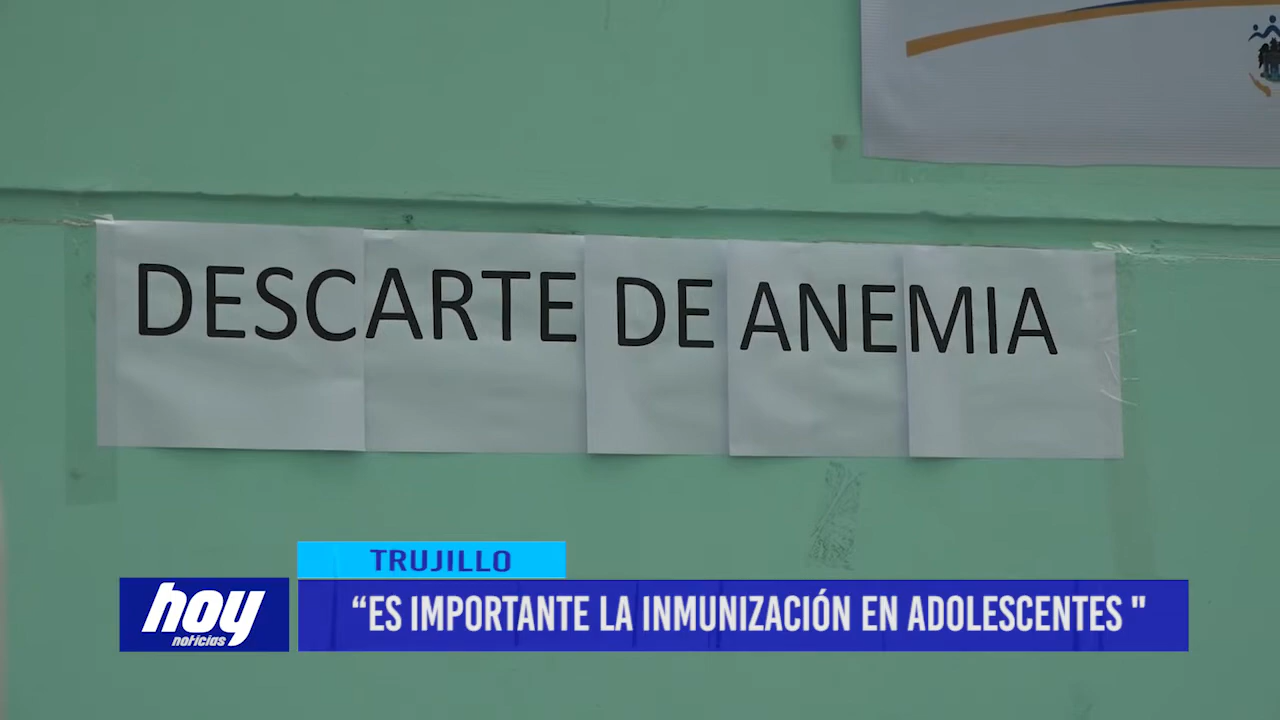 DESCARTE DE ANEMIA
TRUJILLO
hoy
noticias
“ES IMPORTANTE LA INMUNIZACIÓN EN ADOLESCENTES "